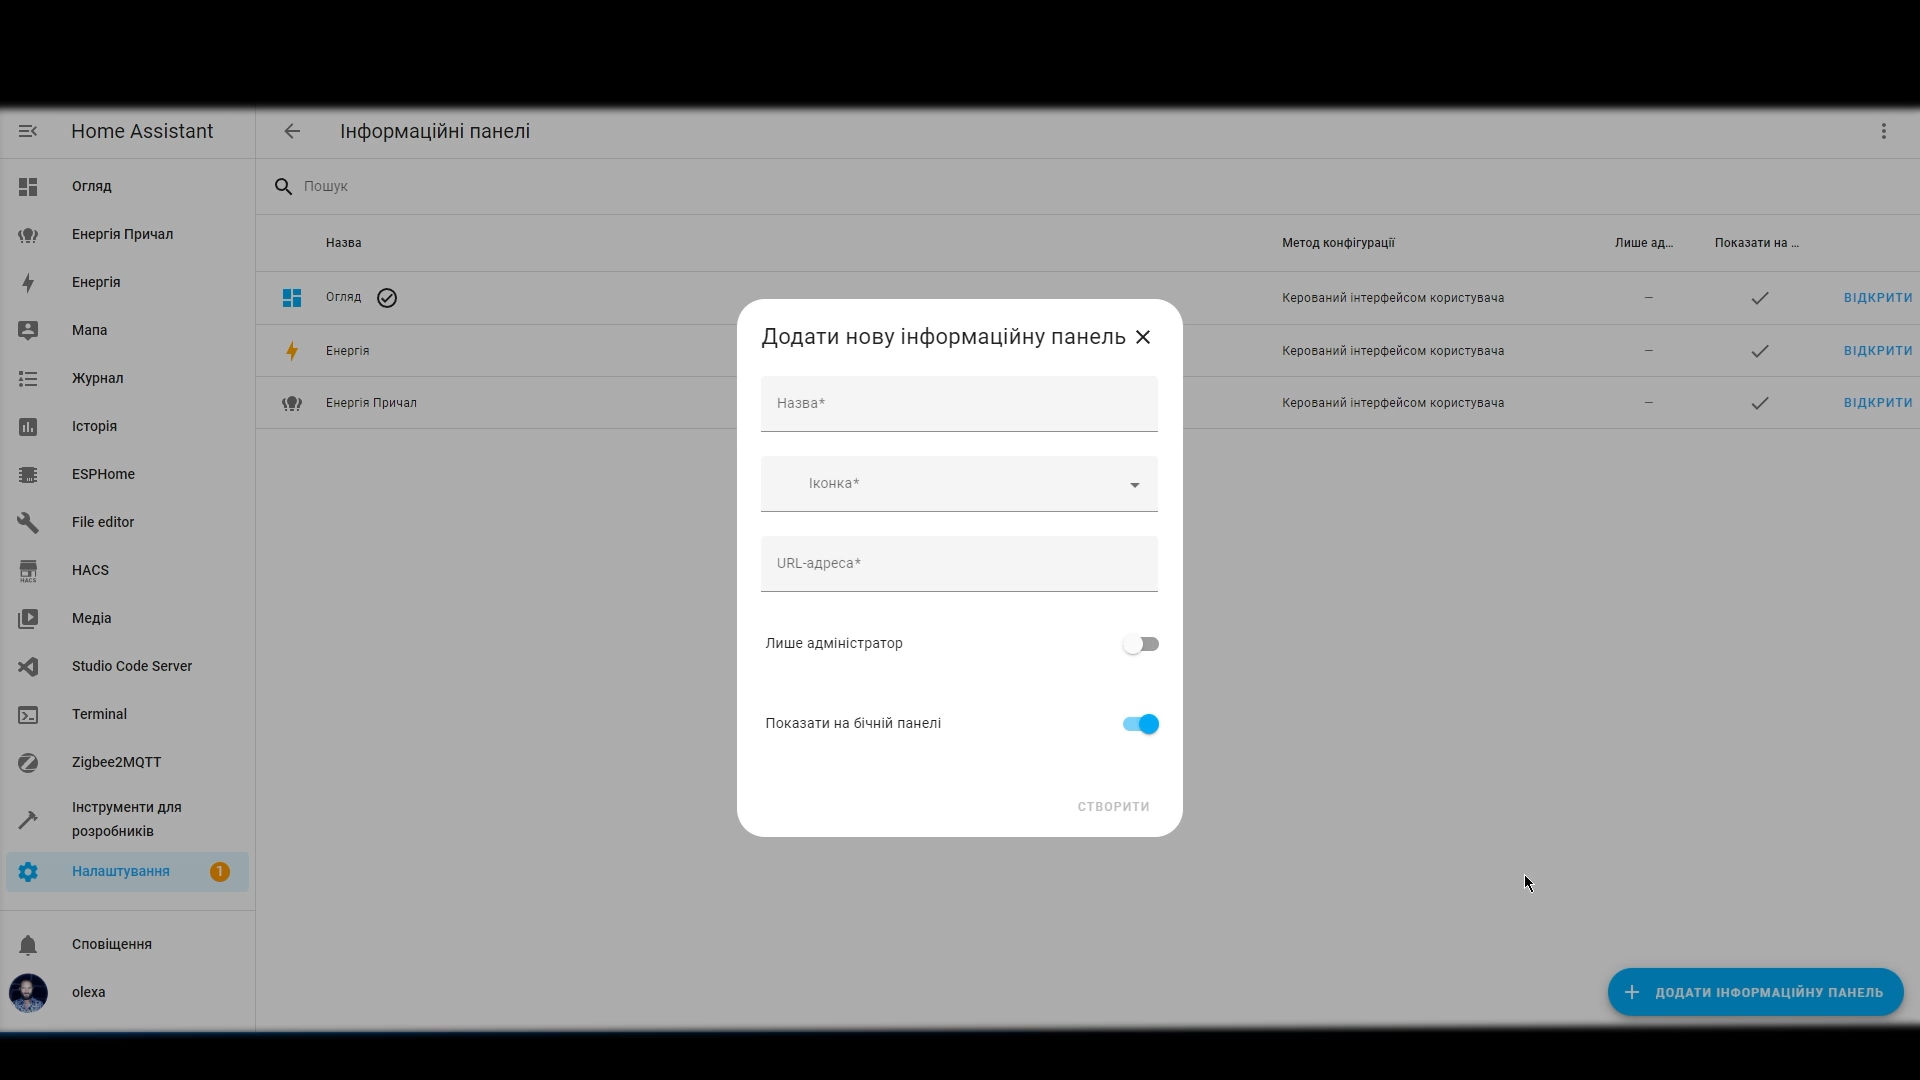 Home Assistant
Інформаційні панелі
Огляд
Енергія Причал
Енергія
Мапа
Журнал
Історія
ESPHome
File editor
HACS
HACS
Медіа
Studio Code Server
Terminal
Zigbee2MQTT
Інструменти для
розробників
Налаштування 1
Сповіщення
olexa
Пошук
Назва Метод конфігурації Лише ад... Показати на ...
Огляд Керований інтерфейсом користувача — ВІДКРИТИ
Енергія Керований інтерфейсом користувача — ВІДКРИТИ
Енергія Причал Керований інтерфейсом користувача — ВІДКРИТИ
Додати нову інформаційну панель
Назва*
Іконка*
URL-адреса*
Лише адміністратор
Показати на бічній панелі
СТВОРИТИ
ДОДАТИ ІНФОРМАЦІЙНУ ПАНЕЛЬ